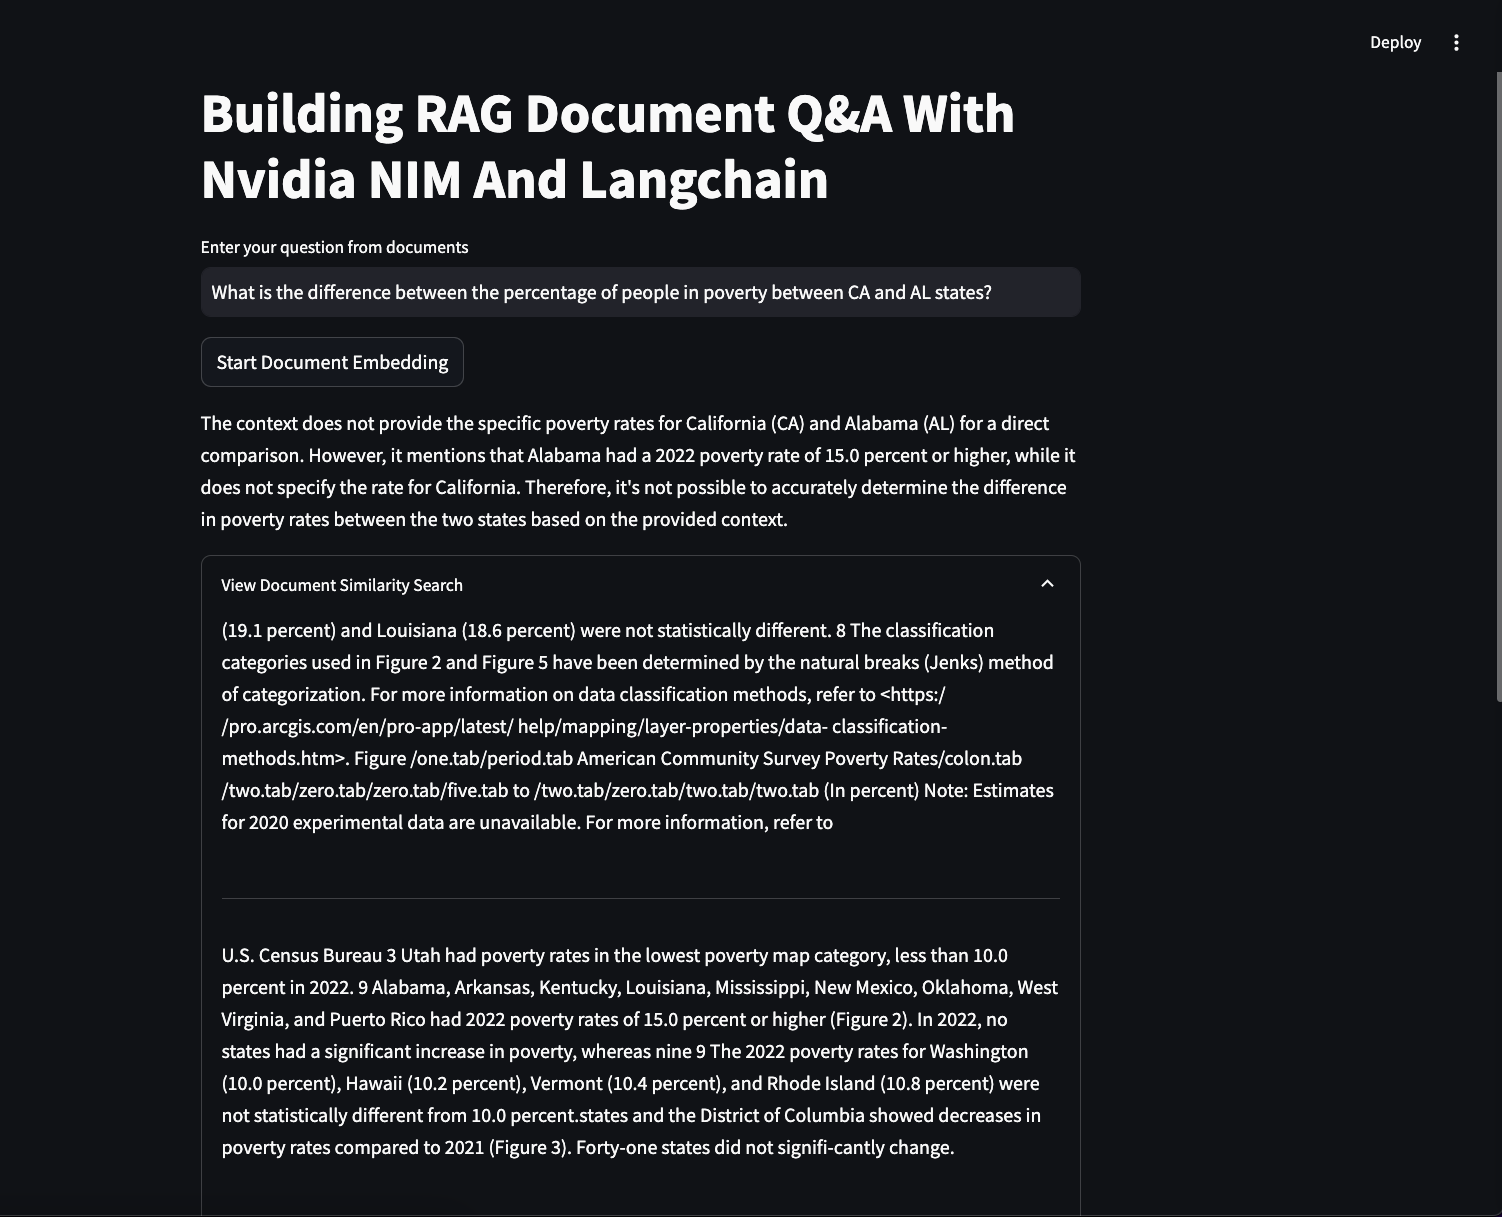 Deploy
Building RAG Document Q&A With
Nvidia NIM And Langchain
Enter your question from documents
What is the difference between the percentage of people in poverty between CA and AL states?
Start Document Embedding
The context does not provide the specific poverty rates for California (CA) and Alabama (AL) for a direct
comparison. However, it mentions that Alabama had a 2022 poverty rate of 15.0 percent or higher, while it
does not specify the rate for California. Therefore, it's not possible to accurately determine the difference
in poverty rates between the two states based on the provided context.
View Document Similarity Search
(19.1 percent) and Louisiana (18.6 percent) were not statistically different. 8 The classification
categories used in Figure 2 and Figure 5 have been determined by the natural breaks (Jenks) method
of categorization. For more information on data classification methods, refer to <https:/
/pro.arcgis.com/en/pro-app/latest/ help/mapping/layer-properties/data- classification-
methods.htm>. Figure /one.tab/period.tab American Community Survey Poverty Rates/colon.tab
/two.tab/zero.tab/zero.tab/five.tab to /two.tab/zero.tab/two.tab/two.tab (In percent) Note: Estimates
for 2020 experimental data are unavailable. For more information, refer to
U.S. Census Bureau 3 Utah had poverty rates in the lowest poverty map category, less than 10.0
percent in 2022. 9 Alabama, Arkansas, Kentucky, Louisiana, Mississippi, New Mexico, Oklahoma, West
Virginia, and Puerto Rico had 2022 poverty rates of 15.0 percent or higher (Figure 2). In 2022, no
states had a significant increase in poverty, whereas nine 9 The 2022 poverty rates for Washington
(10.0 percent), Hawaii (10.2 percent), Vermont (10.4 percent), and Rhode Island (10.8 percent) were
not statistically different from 10.0 percent.states and the District of Columbia showed decreases in
poverty rates compared to 2021 (Figure 3). Forty-one states did not signifi-cantly change.